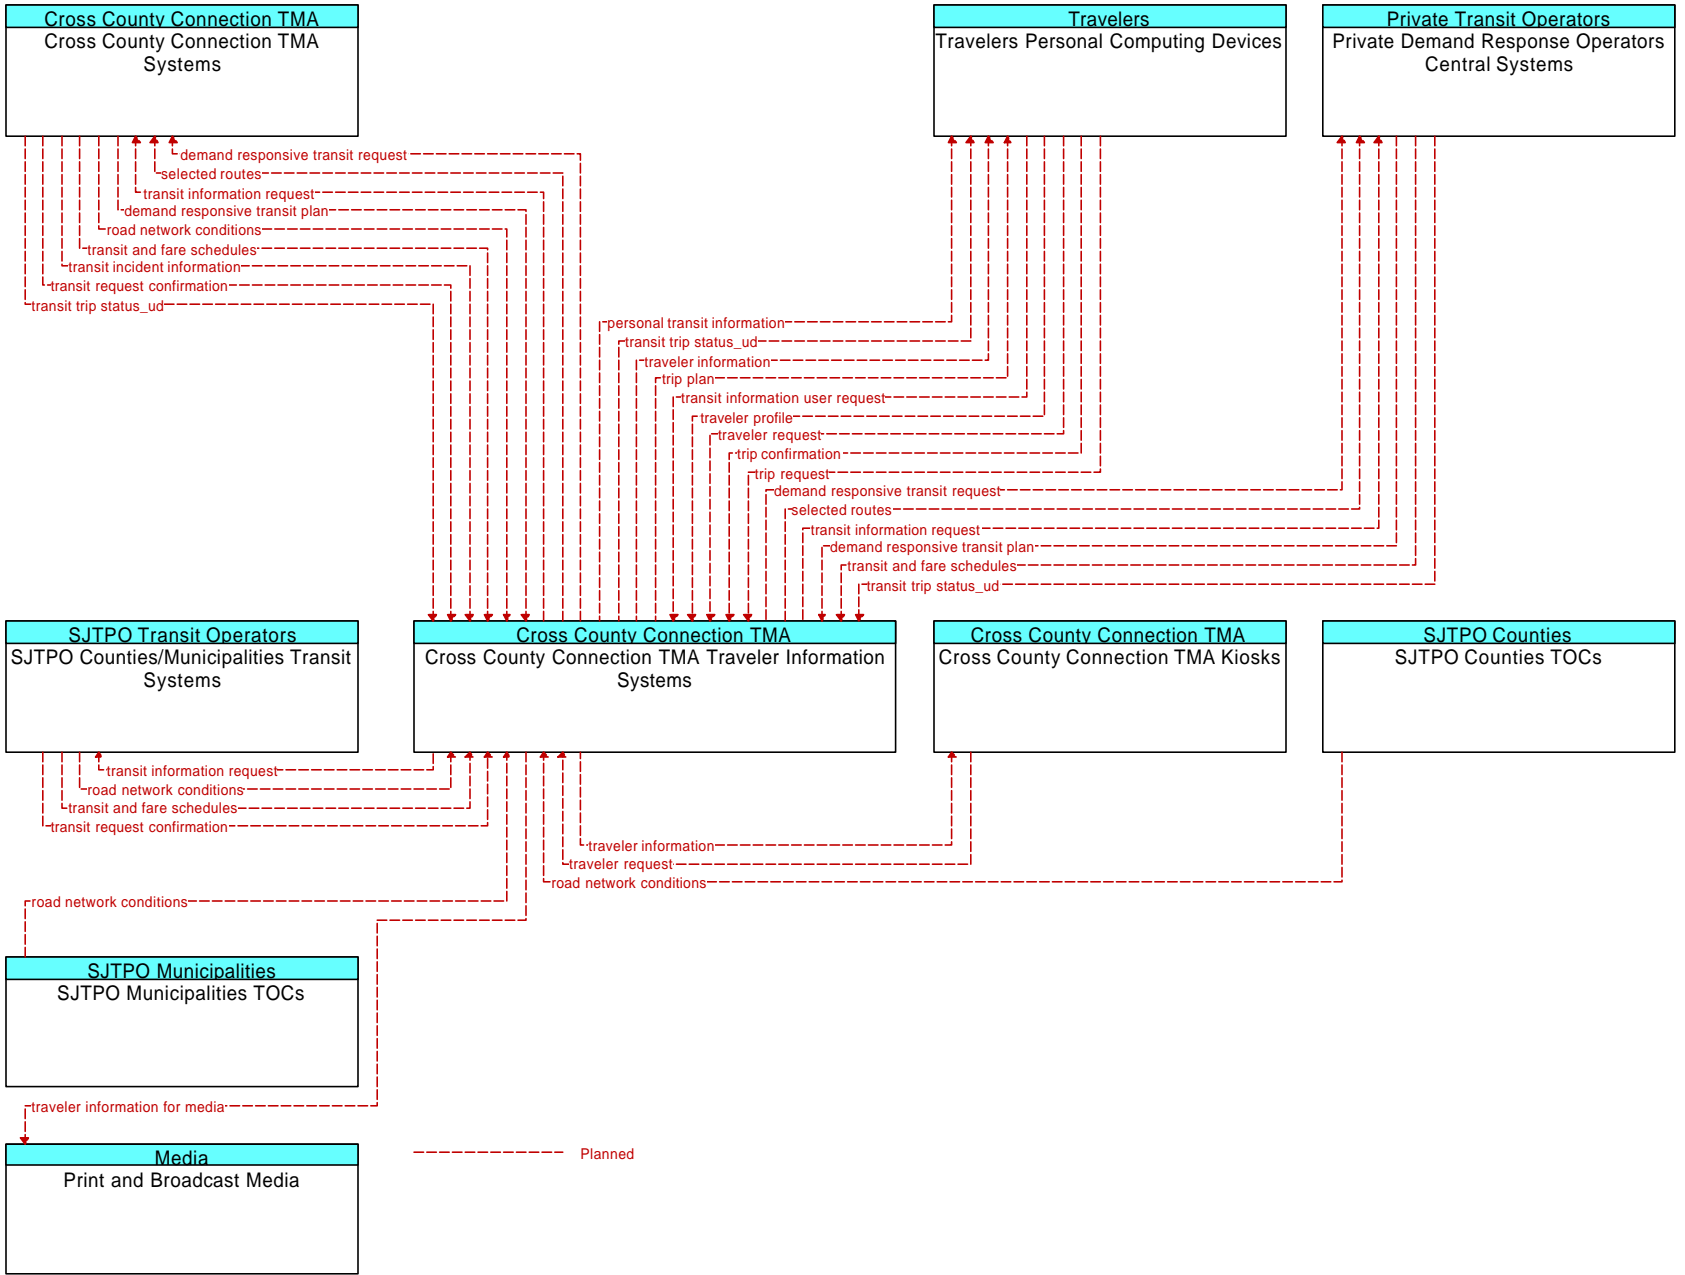 Cross County Connection TMA
Cross County Connection TMA
Systems
Travelers
Travelers Personal Computing Devices
Private Transit Operators
Private Demand Response Operators
Central Systems
demand responsive transit request
selected routes
transit information request
demand responsive transit plan
road network conditions
transit and fare schedules
transit incident information
transit request confirmation
transit trip status_ud
personal transit information
transit trip status_ud
traveler information
trip plan
transit information user request
traveler profile
traveler request
trip confirmation
trip request
demand responsive transit request
selected routes
transit information request
demand responsive transit plan
transit and fare schedules
transit trip status_ud
SJTPO Transit Operators
SJTPO Counties/Municipalities Transit
Systems
Cross County Connection TMA
Cross County Connection TMA Traveler Information
Systems
Cross County Connection TMA
Cross County Connection TMA Kiosks
SJTPO Counties
SJTPO Counties TOCs
transit information request
road network conditions
transit and fare schedules
transit request confirmation
traveler information
traveler request
road network conditions
road network conditions
SJTPO Municipalities
SJTPO Municipalities TOCs
traveler information for media
Media
Print and Broadcast Media
Planned